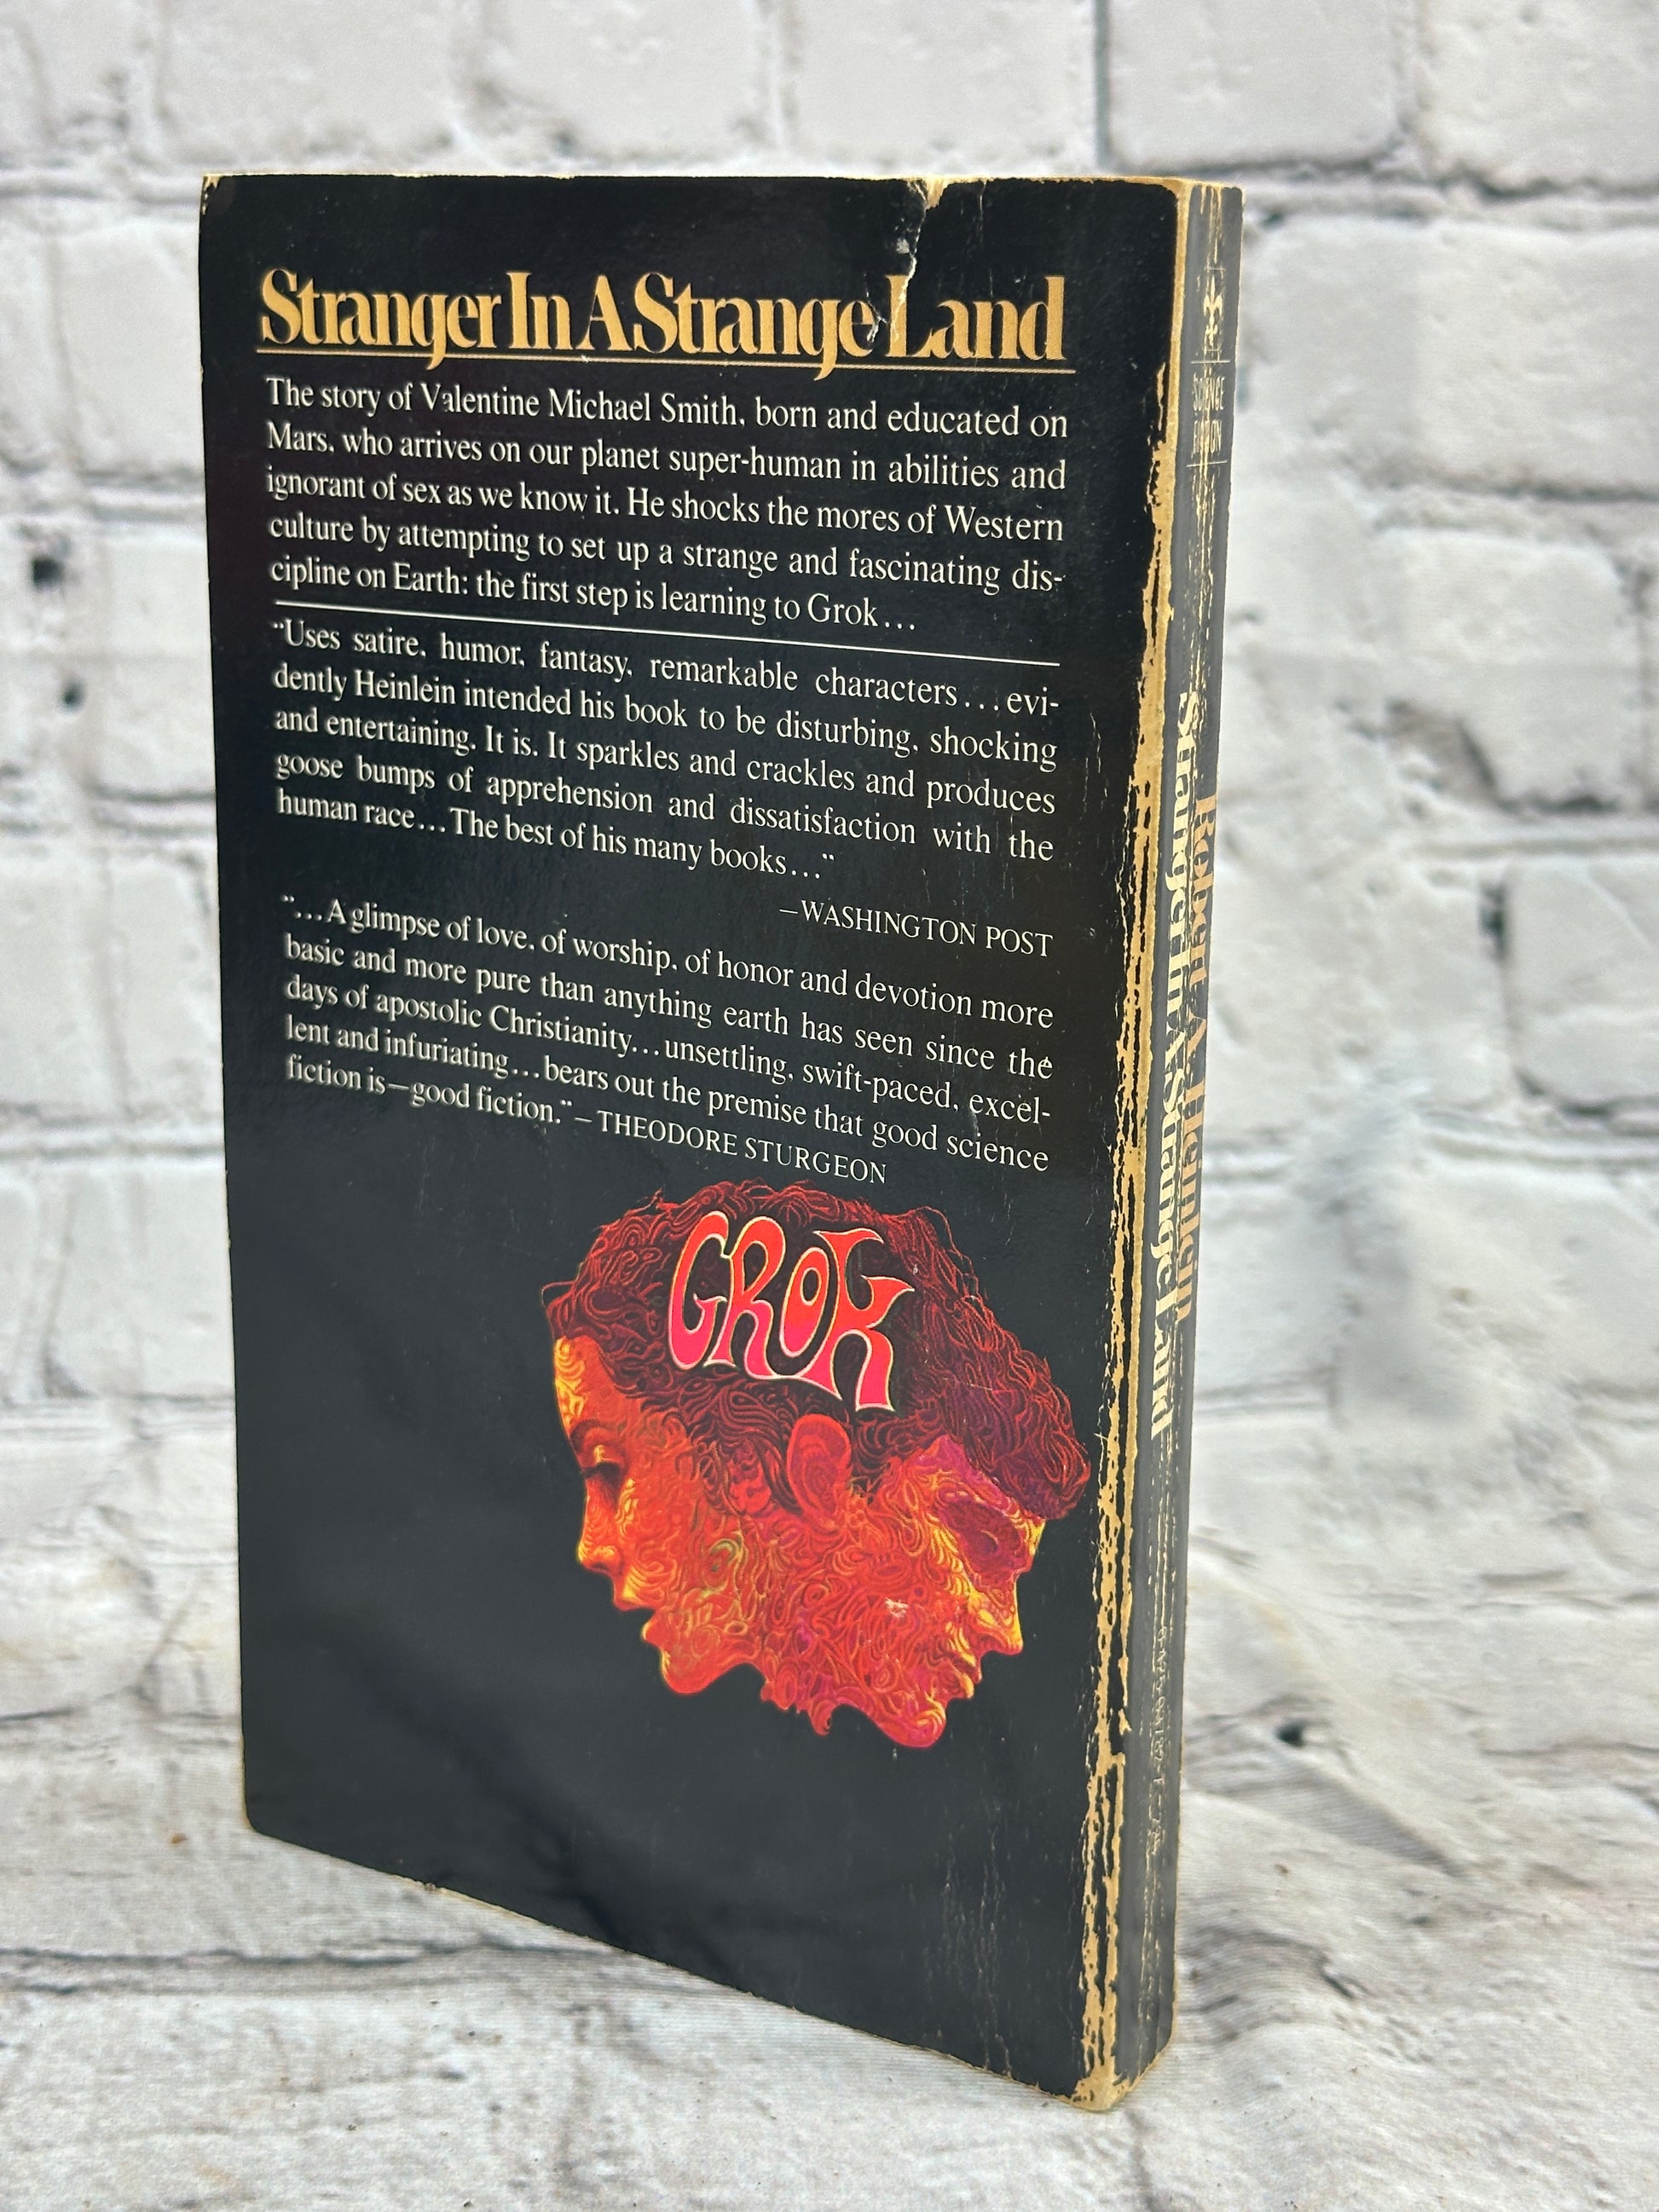 Stranger In A Strange Land
The story of Valentine Michael Smith, born and educated on
Mars, who arrives on our planet super-human in abilities and
ignorant of sex as we know it. He shocks the mores of Western
culture by attempting to set up a strange and fascinating dis-
cipline on Earth: the first step is learning to Grok...
"Uses satire, humor, fantasy, remarkable characters...evi-
dently Heinlein intended his book to be disturbing, shocking
and entertaining. It is. It sparkles and crackles and produces
goose bumps of apprehension and dissatisfaction with the
human race...The best of his many books..."
—WASHINGTON POST
"...A glimpse of love, of worship, of honor and devotion more
basic and more pure than anything earth has seen since the
days of apostolic Christianity...unsettling, swift-paced, excel-
lent and infuriating...bears out the premise that good science
fiction is—good fiction."—THEODORE STURGEON
GROK
Robert A. Heinlein
Stranger In A Strange Land